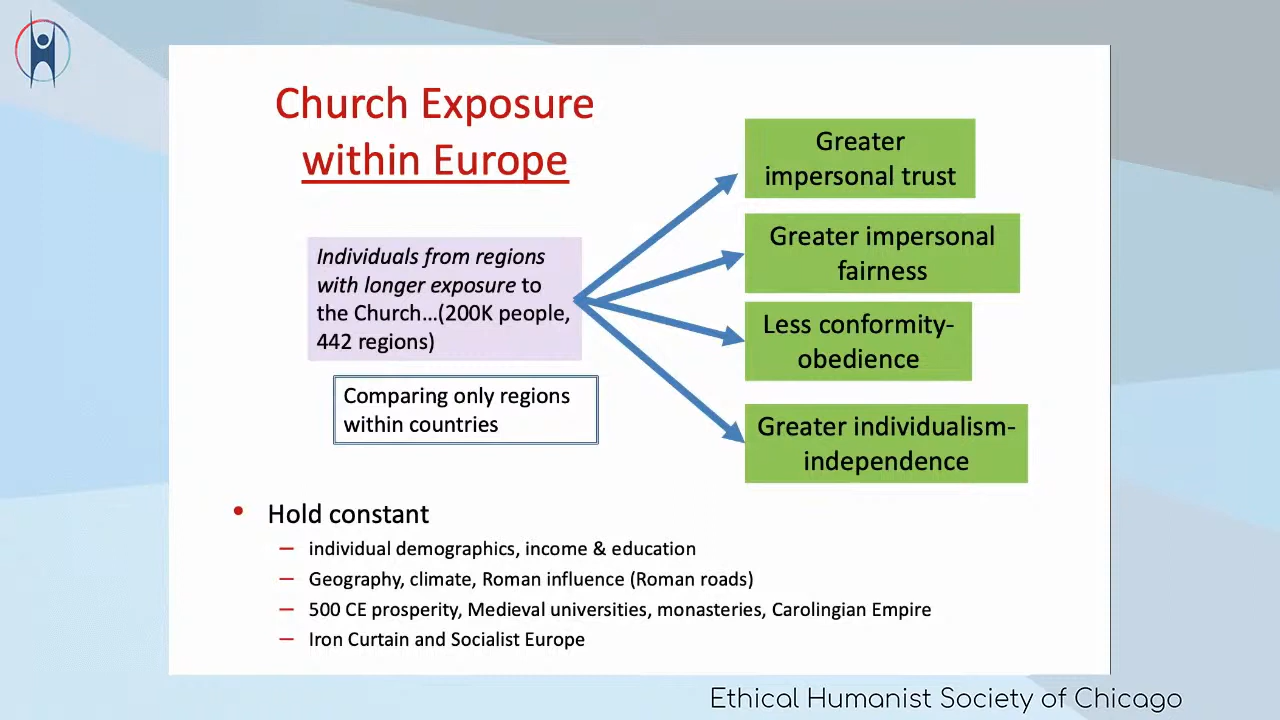 Church Exposure
within Europe
Individuals from regions
with longer exposure to
the Church...(200K people,
442 regions)
Comparing only regions
within countries
Greater
impersonal trust
Greater impersonal
fairness
Less conformity-
obedience
Greater individualism-
independence
• Hold constant
– individual demographics, income & education
– Geography, climate, Roman influence (Roman roads)
– 500 CE prosperity, Medieval universities, monasteries, Carolingian Empire
– Iron Curtain and Socialist Europe
Ethical Humanist Society of Chicago